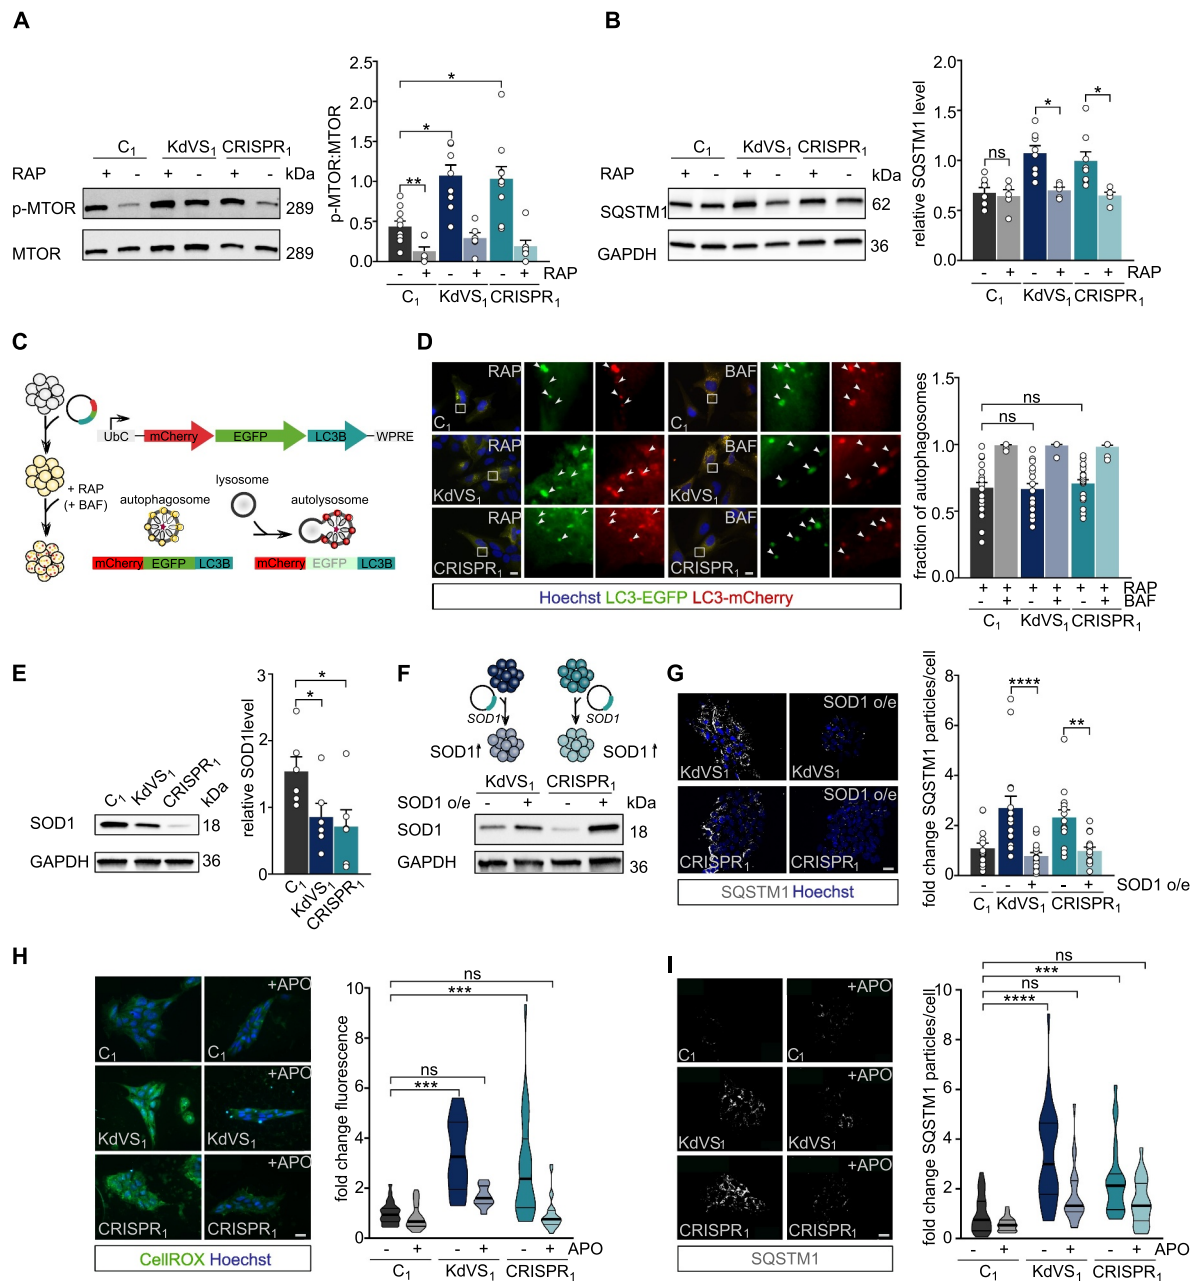 A
C1 KdVS1 CRISPR1
RAP + - + - + - kDa
p-MTOR 289
MTOR 289
p-MTOR:MTOR
2.5
2.0
1.5
1.0
0.5
0.0
*
*
**
- + - + - + RAP
C1 KdVS1 CRISPR1
B
C1 KdVS1 CRISPR1
RAP + - + - + - kDa
SQSTM1 62
GAPDH 36
relative SQSTM1 level
2.0
1.5
1.0
0.5
0.0
ns * *
- + - + - + RAP
C1 KdVS1 CRISPR1
C
UbC mCherry EGFP LC3B WPRE
+ RAP
(+ BAF)
autophagosome
lysosome
autolysosome
mCherry EGFP LC3B
mCherry EGFP LC3B
D
RAP BAF
C1 C1
RAP BAF
KdVS1 KdVS1
RAP BAF
CRISPR1 CRISPR1
Hoechst LC3-EGFP LC3-mCherry
fraction of autophagosomes
1.5
1.0
0.5
0.0
ns
ns
+ + + + + + RAP
- + - + - + BAF
C1 KdVS1 CRISPR1
E
C1 KdVS1 CRISPR1 kDa
SOD1 18
GAPDH 36
relative SOD1level
3
2
1
0
*
*
C1 KdVS1 CRISPR1
F
SOD1 SOD1
SOD1 SOD1
KdVS1 CRISPR1
SOD1 o/e - + - + kDa
SOD1 18
GAPDH 36
G
SOD1 o/e
KdVS1 KdVS1
SOD1 o/e
CRISPR1 CRISPR1
SQSTM1 Hoechst
fold change SQSTM1 particles/cell
8
6
4
2
0
****
**
- - + - + SOD1 o/e
C1 KdVS1 CRISPR1
H
+APO
C1 C1
+APO
KdVS1 KdVS1
+APO
CRISPR1 CRISPR1
CellROX Hoechst
fold change fluorescence
10
8
6
4
2
0
ns
***
ns
***
- + - + - + APO
C1 KdVS1 CRISPR1
I
+APO
C1 C1
+APO
KdVS1 KdVS1
+APO
CRISPR1 CRISPR1
SQSTM1
fold change SQSTM1 particles/cell
10
8
6
4
2
0
ns
***
ns
****
- + - + - + APO
C1 KdVS1 CRISPR1